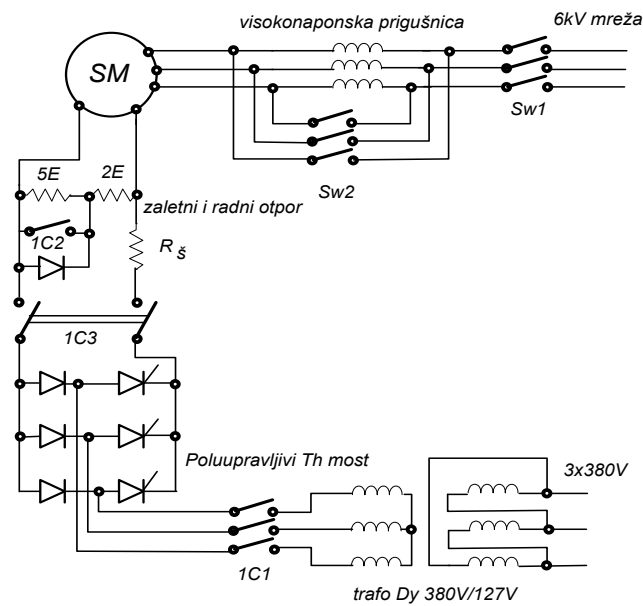 visokonaponska prigušnica
6kV mreža
SM
Sw1
5E
2E
Sw2
zaletni i radni otpor
1C2
R š
1C3
Poluupravljivi Th most
3x380V
1C1
trafo Dy 380V/127V